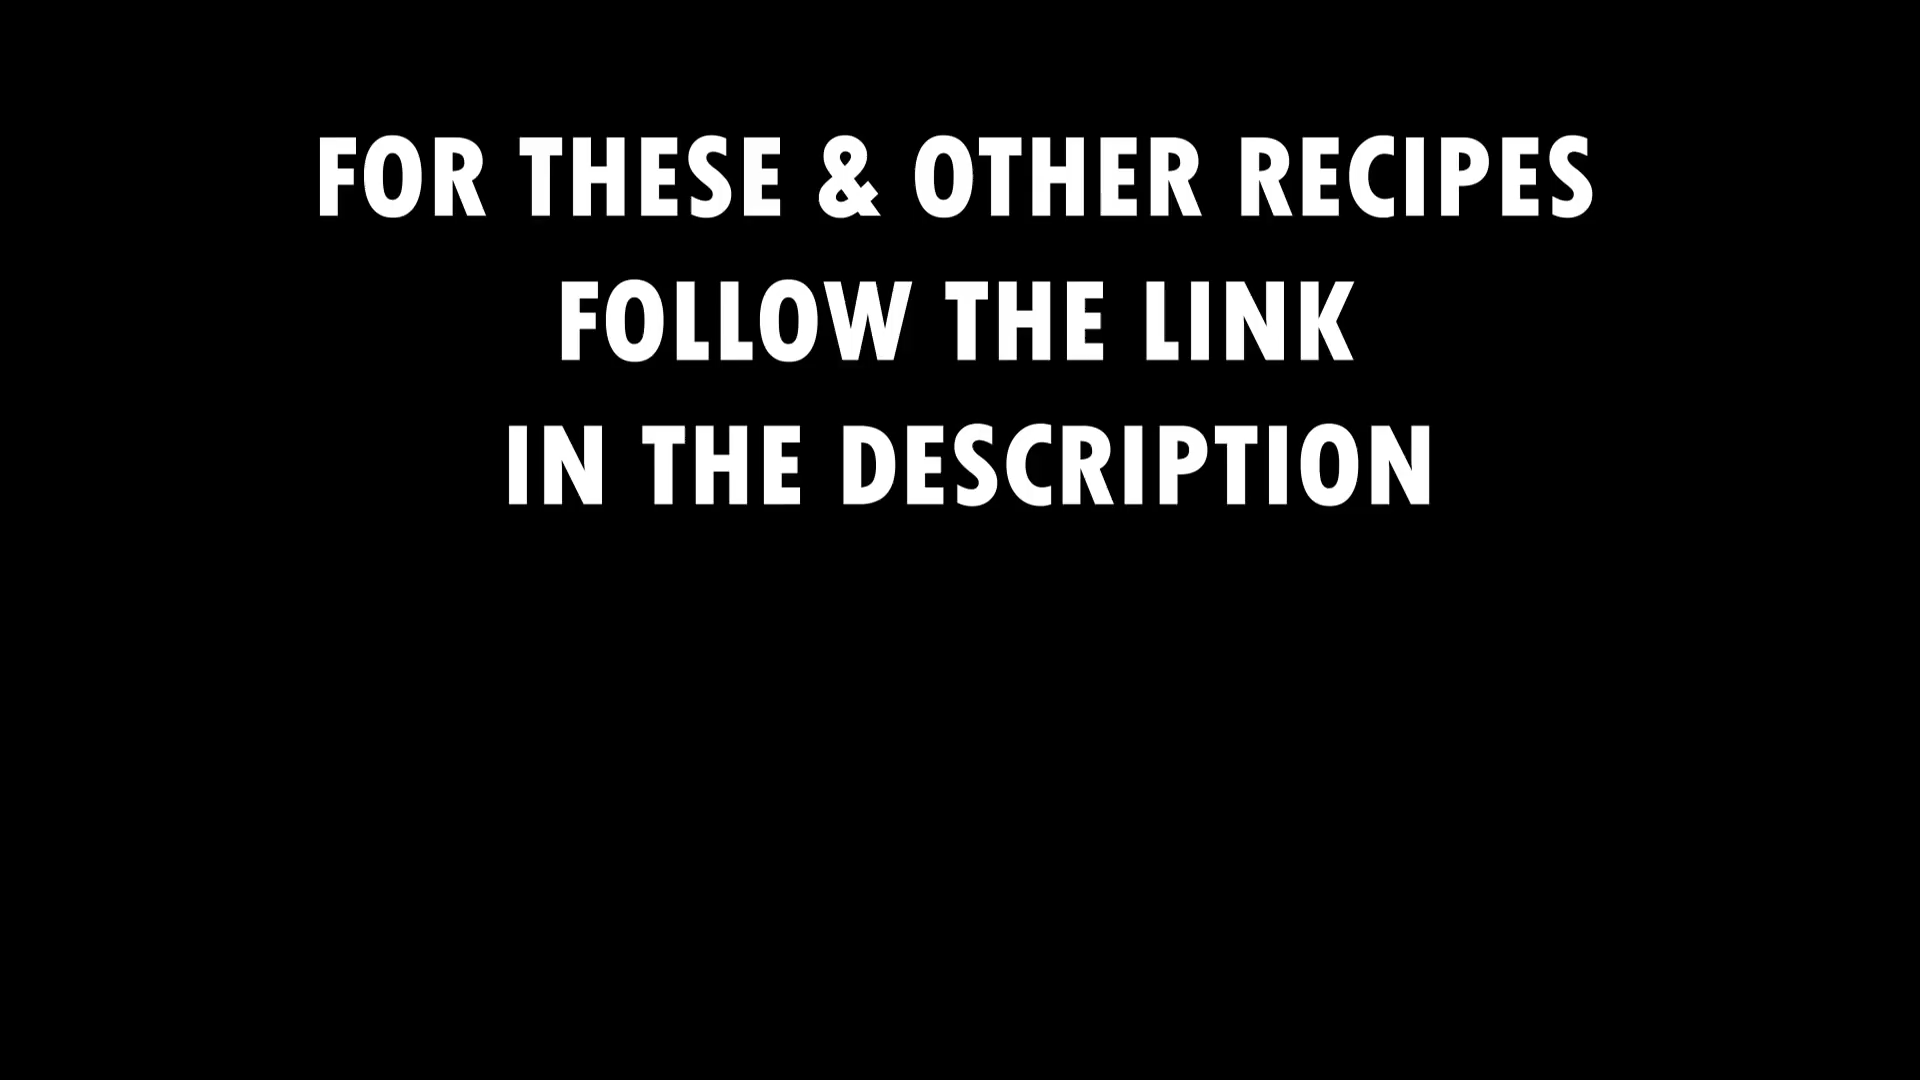 FOR THESE & OTHER RECIPES
FOLLOW THE LINK
IN THE DESCRIPTION